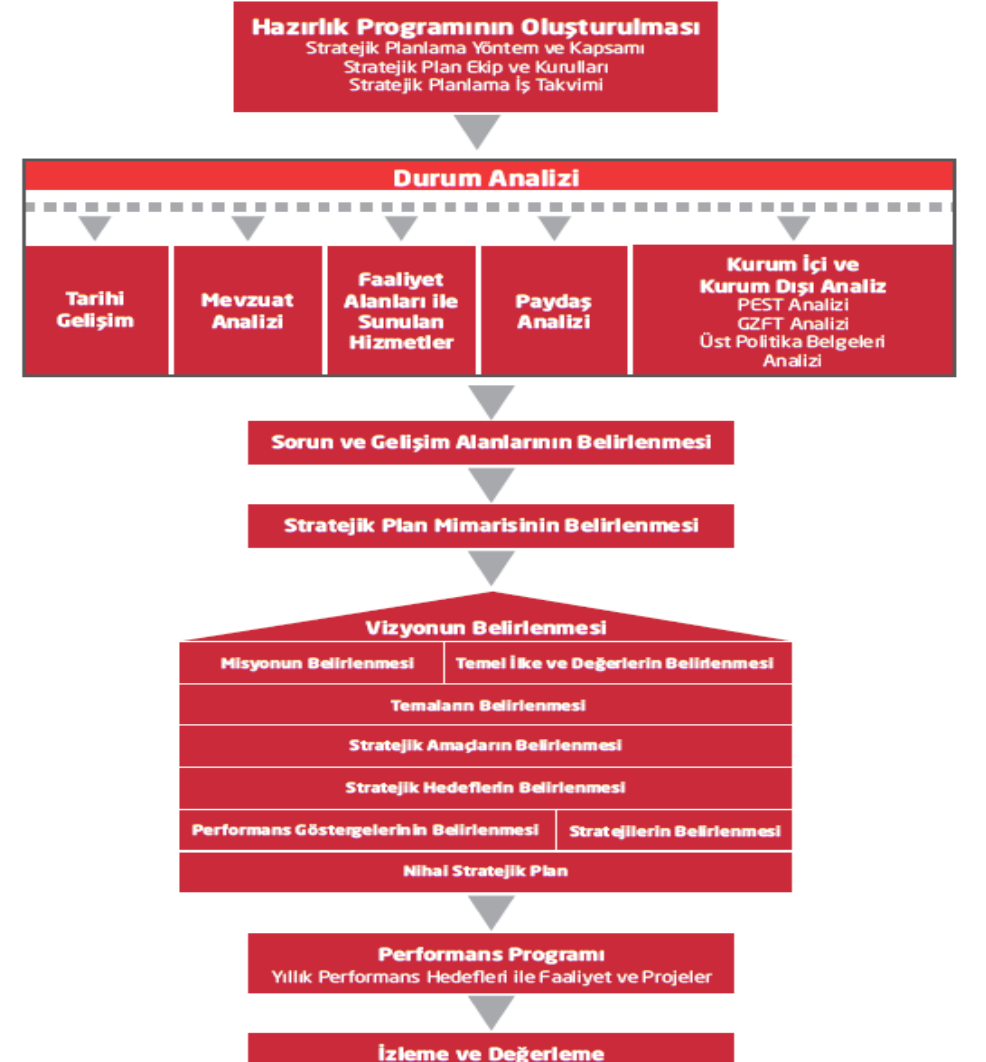 Hazırlık Programının Oluşturulması
Stratejik Planlama Yöntem ve Kapsamı
Stratejik Plan Ekip ve Kurulları
Stratejik Planlama İş Takvimi
Durum Analizi
Tarihi
Gelişim
Mevzuat
Analizi
Faaliyet
Alanları ile
Sunulan
Hizmetler
Paydaş
Analizi
Kurum İçi ve
Kurum Dışı Analiz
PEST Analizi
GZFT Analizi
Üst Politika Belgeleri
Analizi
Sorun ve Gelişim Alanlarının Belirlenmesi
Stratejik Plan Mimarisinin Belirlenmesi
Vizyonun Belirlenmesi
Misyonun Belirlenmesi
Temel İlke ve Değerlerin Belirlenmesi
Temaların Belirlenmesi
Stratejik Amaçların Belirlenmesi
Stratejik Hedeflerin Belirlenmesi
Performans Göstergelerinin Belirlenmesi
Stratejilerin Belirlenmesi
Nihai Stratejik Plan
Performans Programı
Yıllık Performans Hedefleri ile Faaliyet ve Projeler
İzleme ve Değerleme